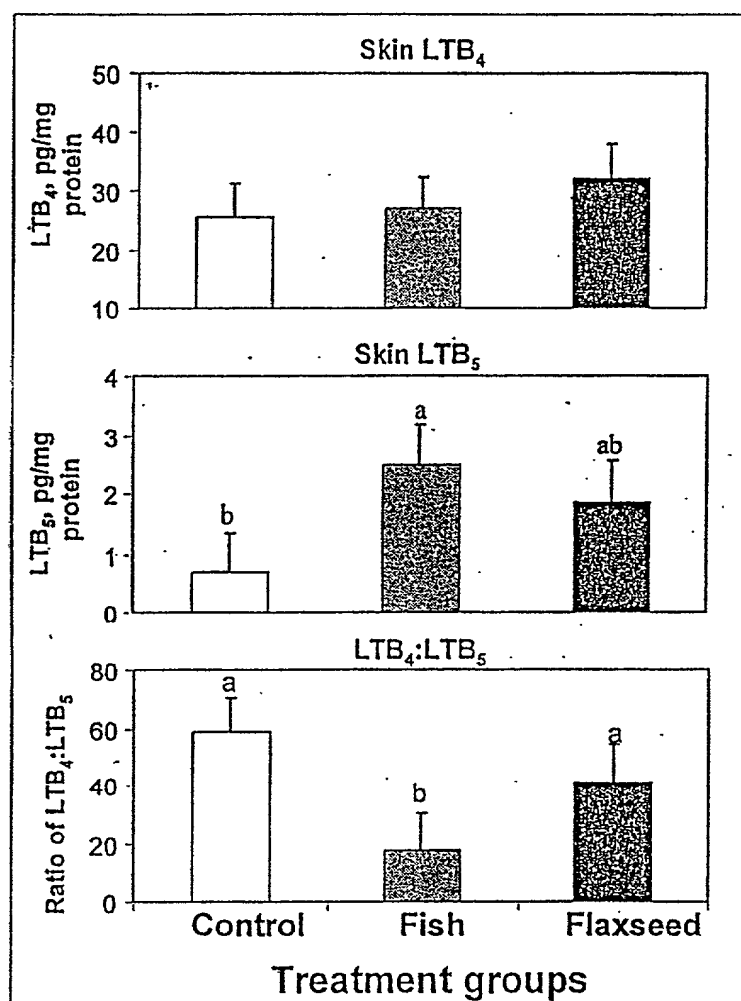 Skin LTB₄
50
40
30
20
10
LTB₄, pg/mg
protein
Skin LTB₅
4
3
2
1
0
LTB₅, pg/mg
protein
b
a
ab
LTB₄:LTB₅
80
60
40
20
0
Ratio of LTB₄:LTB₅
a
b
a
Control Fish Flaxseed
Treatment groups